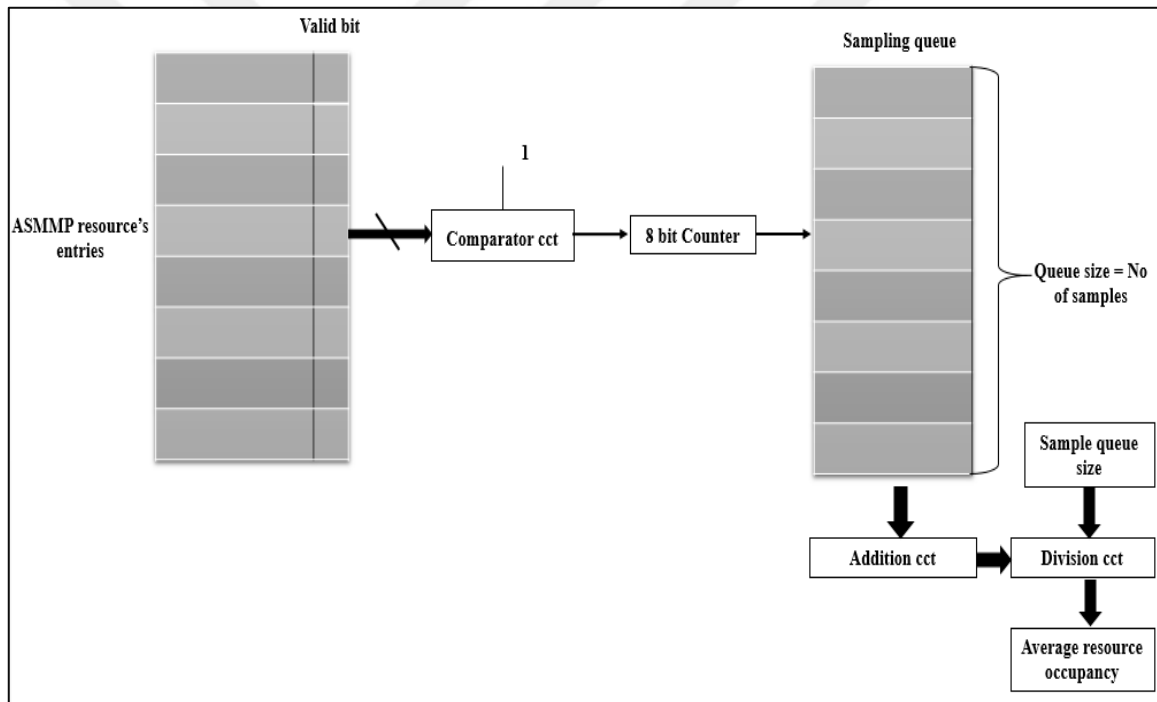 Valid bit
Sampling queue
1
ASMMP resource's
entries
Comparator cct
8 bit Counter
Queue size = No
of samples
Sample queue
size
Addition cct
Division cct
Average resource
occupancy